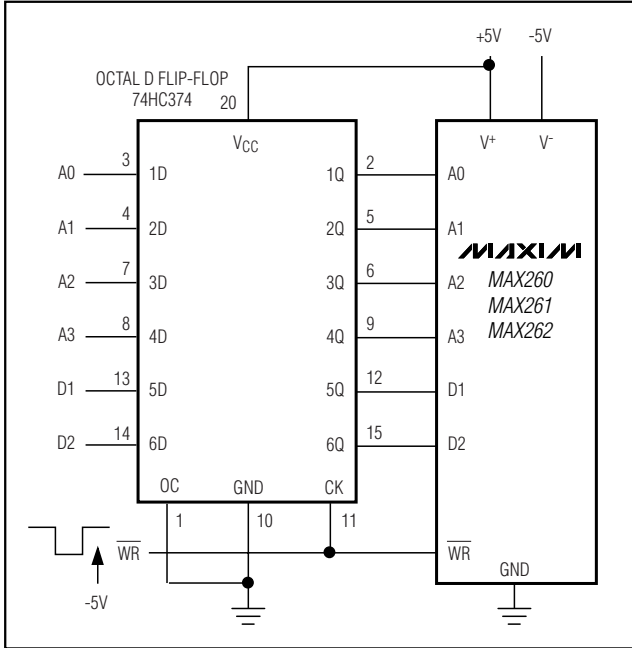 +5V -5V
OCTAL D FLIP-FLOP
74HC374
20
VCC
V+ V-
A0 3 1D 1Q 2 A0
A1 4 2D 2Q 5 A1
MAXIM
A2 7 3D 3Q 6 A2 MAX260
MAX261
A3 8 4D 4Q 9 A3 MAX262
D1 13 5D 5Q 12 D1
D2 14 6D 6Q 15 D2
OC GND CK
1 10 11
WR WR
GND
-5V